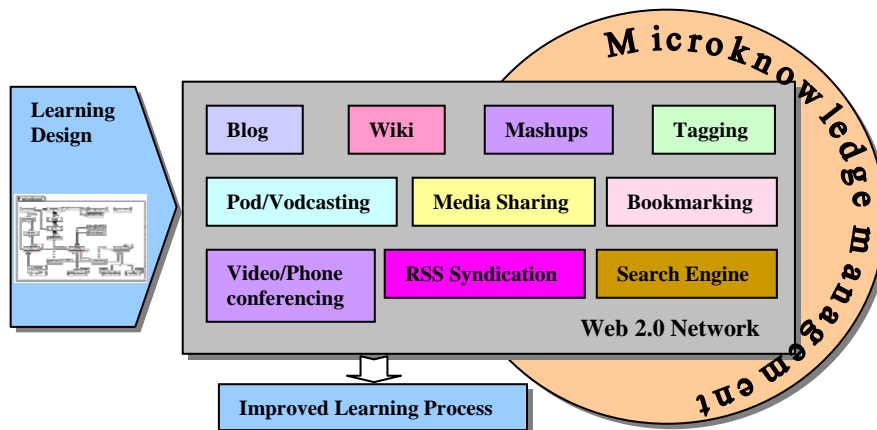 Learning
Design
Microknowledge management
Blog
Wiki
Mashups
Tagging
Pod/Vodcasting
Media Sharing
Bookmarking
Video/Phone
conferencing
RSS Syndication
Search Engine
Web 2.0 Network
Improved Learning Process